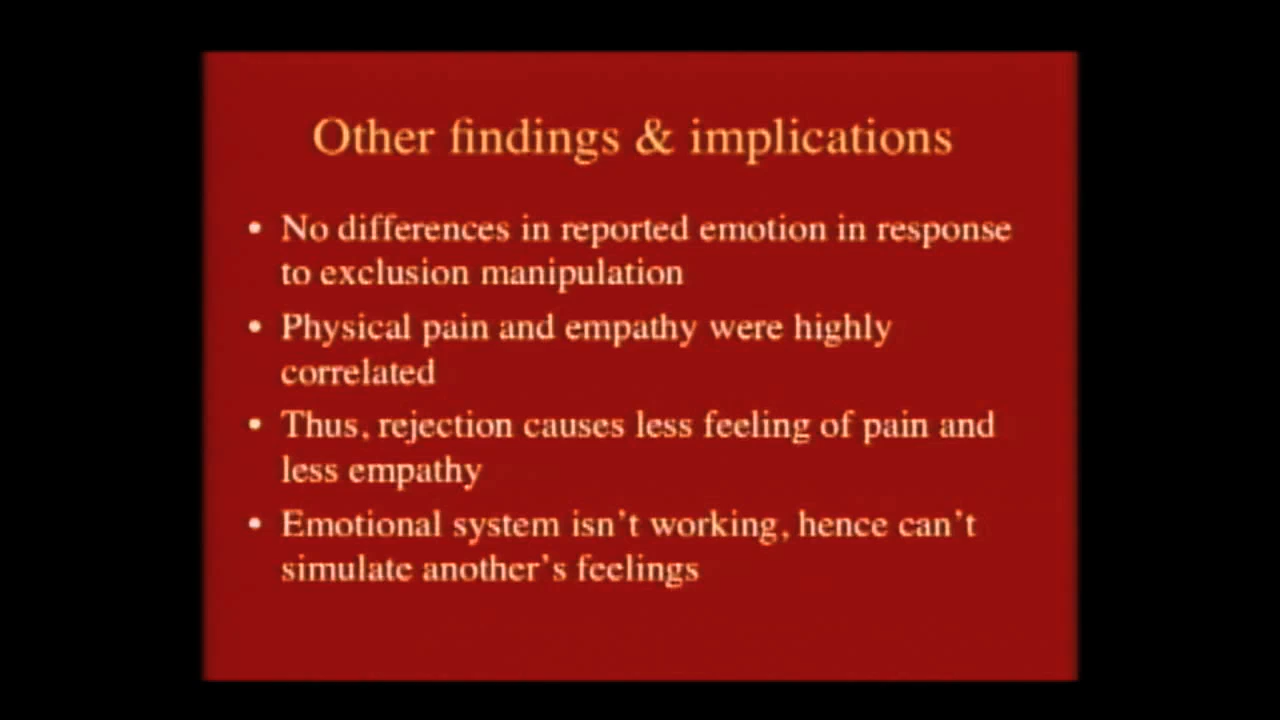 Other findings & implications
• No differences in reported emotion in response
to exclusion manipulation
• Physical pain and empathy were highly
correlated
• Thus, rejection causes less feeling of pain and
less empathy
• Emotional system isn't working, hence can't
simulate another's feelings